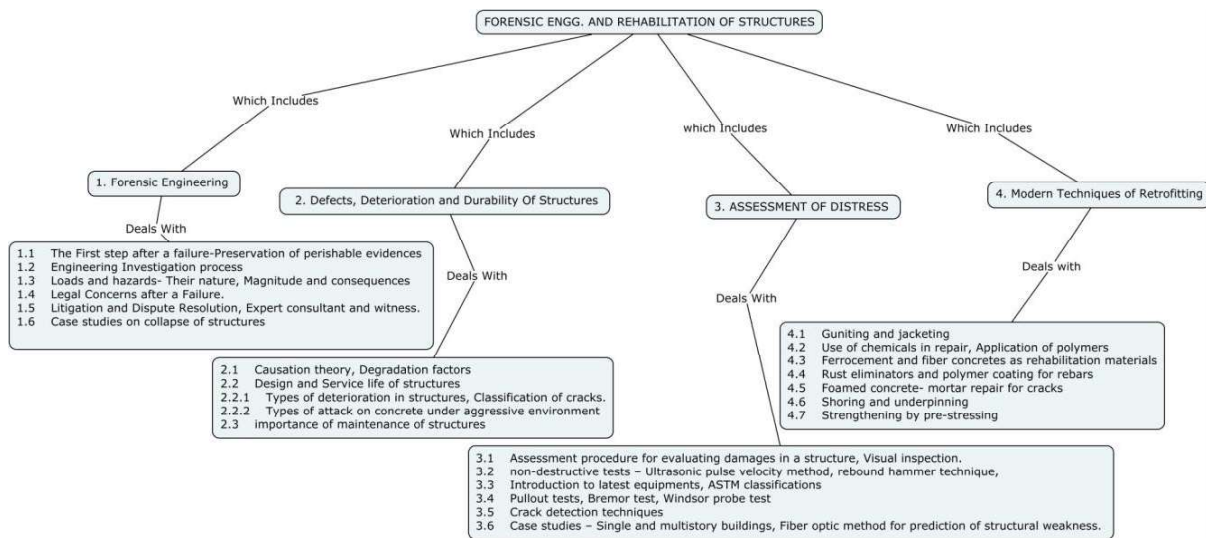 FORENSIC ENGG. AND REHABILITATION OF STRUCTURES
Which Includes
Which Includes
which Includes
Which Includes
1. Forensic Engineering
Deals With
1.1 The First step after a failure-Preservation of perishable evidences
1.2 Engineering Investigation process
1.3 Loads and hazards- Their nature, Magnitude and consequences
1.4 Legal Concerns after a Failure.
1.5 Litigation and Dispute Resolution, Expert consultant and witness.
1.6 Case studies on collapse of structures
2. Defects, Deterioration and Durability Of Structures
Deals With
2.1 Causation theory, Degradation factors
2.2 Design and Service life of structures
2.2.1 Types of deterioration in structures, Classification of cracks.
2.2.2 Types of attack on concrete under aggressive environment
2.3 importance of maintenance of structures
3. ASSESSMENT OF DISTRESS
Deals With
3.1 Assessment procedure for evaluating damages in a structure, Visual inspection.
3.2 non-destructive tests – Ultrasonic pulse velocity method, rebound hammer technique,
3.3 Introduction to latest equipments, ASTM classifications
3.4 Pullout tests, Bremor test, Windsor probe test
3.5 Crack detection techniques
3.6 Case studies – Single and multistory buildings, Fiber optic method for prediction of structural weakness.
4. Modern Techniques of Retrofitting
Deals with
4.1 Guniting and jacketing
4.2 Use of chemicals in repair, Application of polymers
4.3 Ferrocement and fiber concretes as rehabilitation materials
4.4 Rust eliminators and polymer coating for rebars
4.5 Foamed concrete- mortar repair for cracks
4.6 Shoring and underpinning
4.7 Strengthening by pre-stressing